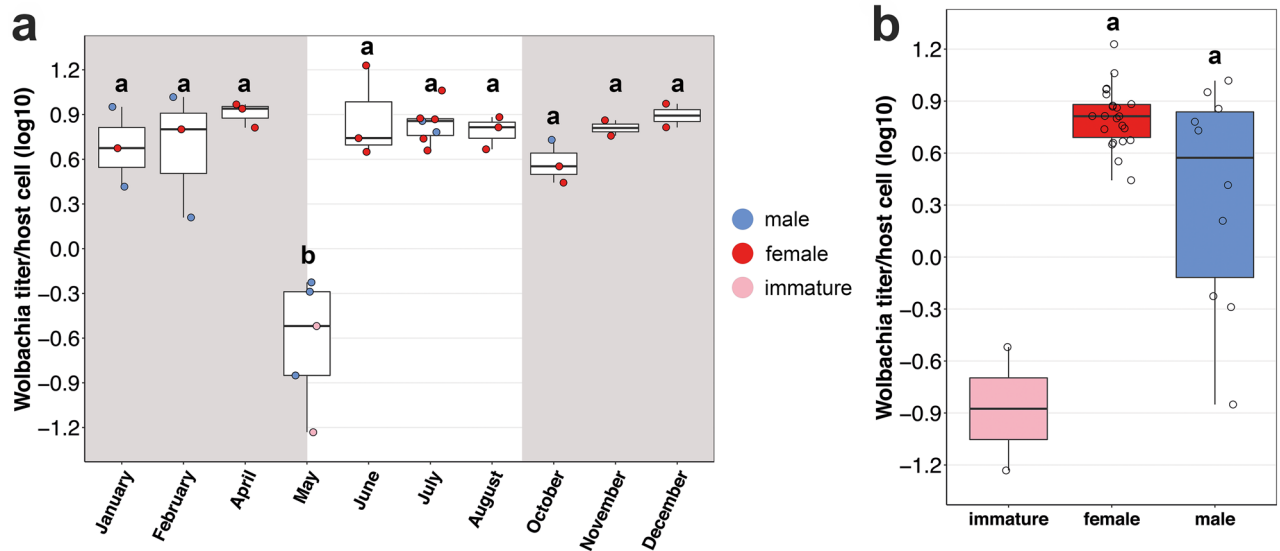 a
Wolbachia titer/host cell (log10)
1.2
0.9
0.6
0.3
0.0
−0.3
−0.6
−0.9
−1.2
a
a
a
b
a
a
a
a
a
a
January
February
April
May
June
July
August
October
November
December
male
female
immature
b
Wolbachia titer/host cell (log10)
1.2
0.9
0.6
0.3
0.0
−0.3
−0.6
−0.9
−1.2
a
a
immature
female
male